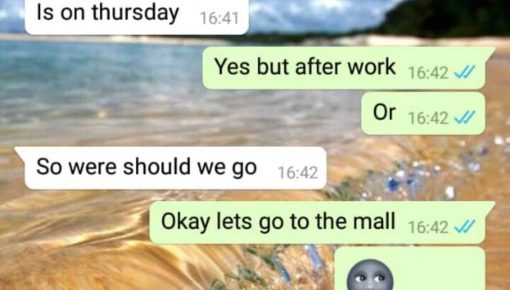 Is on thursday 16:41
Yes but after work 16:42
Or 16:42
So were should we go 16:42
Okay lets go to the mall 16:42